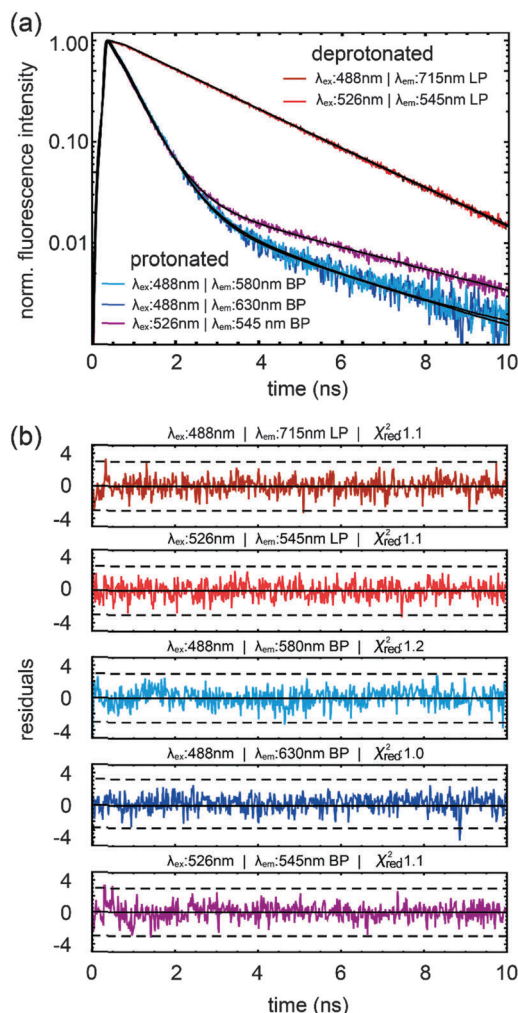 (a)
1.00
0.10
0.01
norm. fluorescence intensity
deprotonated
λex:488nm | λem:715nm LP
λex:526nm | λem:545nm LP
protonated
λex:488nm | λem:580nm BP
λex:488nm | λem:630nm BP
λex:526nm | λem:545 nm BP
0 2 4 6 8 10
time (ns)
(b)
λex:488nm | λem:715nm LP | χ²red:1.1
4
0
-4
λex:526nm | λem:545nm LP | χ²red:1.1
4
0
-4
λex:488nm | λem:580nm BP | χ²red:1.2
4
0
-4
residuals
λex:488nm | λem:630nm BP | χ²red:1.0
4
0
-4
λex:526nm | λem:545nm BP | χ²red:1.1
4
0
-4
0 2 4 6 8 10
time (ns)